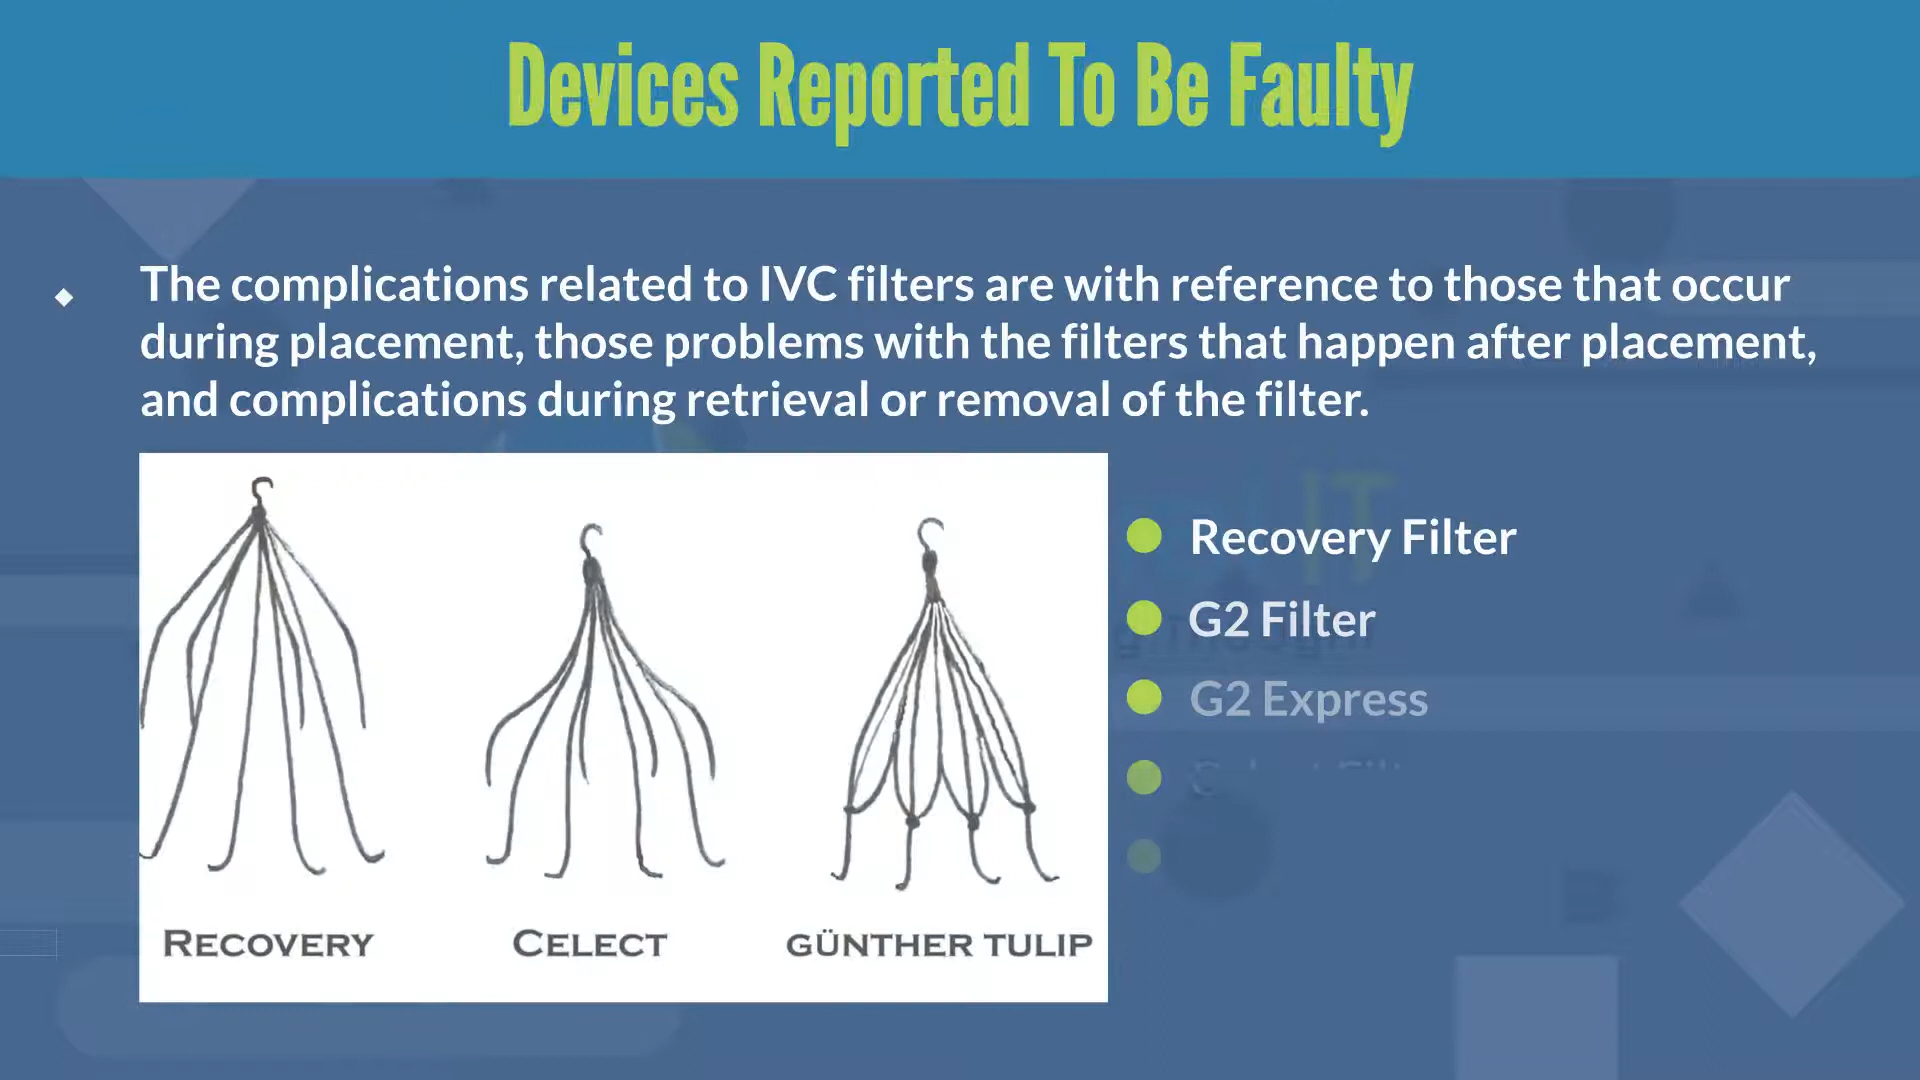 Devices Reported To Be Faulty
The complications related to IVC filters are with reference to those that occur
during placement, those problems with the filters that happen after placement,
and complications during retrieval or removal of the filter.
Recovery Filter
G2 Filter
G2 Express
RECOVERY
CELECT
GÜNTHER TULIP